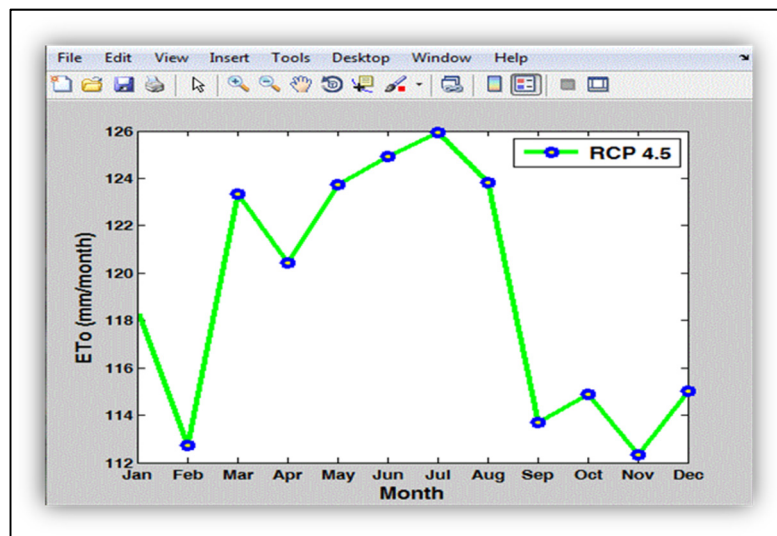 File Edit View Insert Tools Desktop Window Help
126
124
122
120
118
116
114
112
ETo (mm/month)
RCP 4.5
Jan Feb Mar Apr May Jun Jul Aug Sep Oct Nov Dec
Month